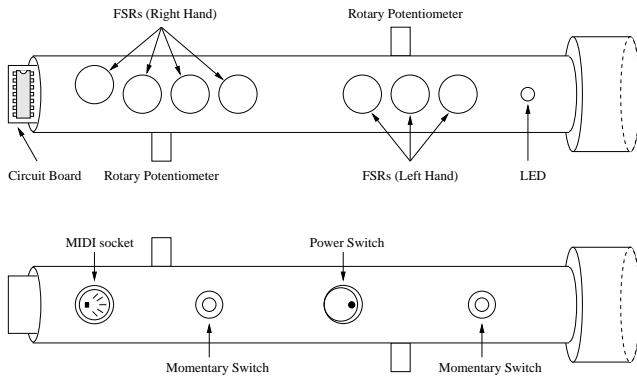 FSRs (Right Hand)
Rotary Potentiometer
Circuit Board
Rotary Potentiometer
FSRs (Left Hand)
LED
MIDI socket
Power Switch
Momentary Switch
Momentary Switch